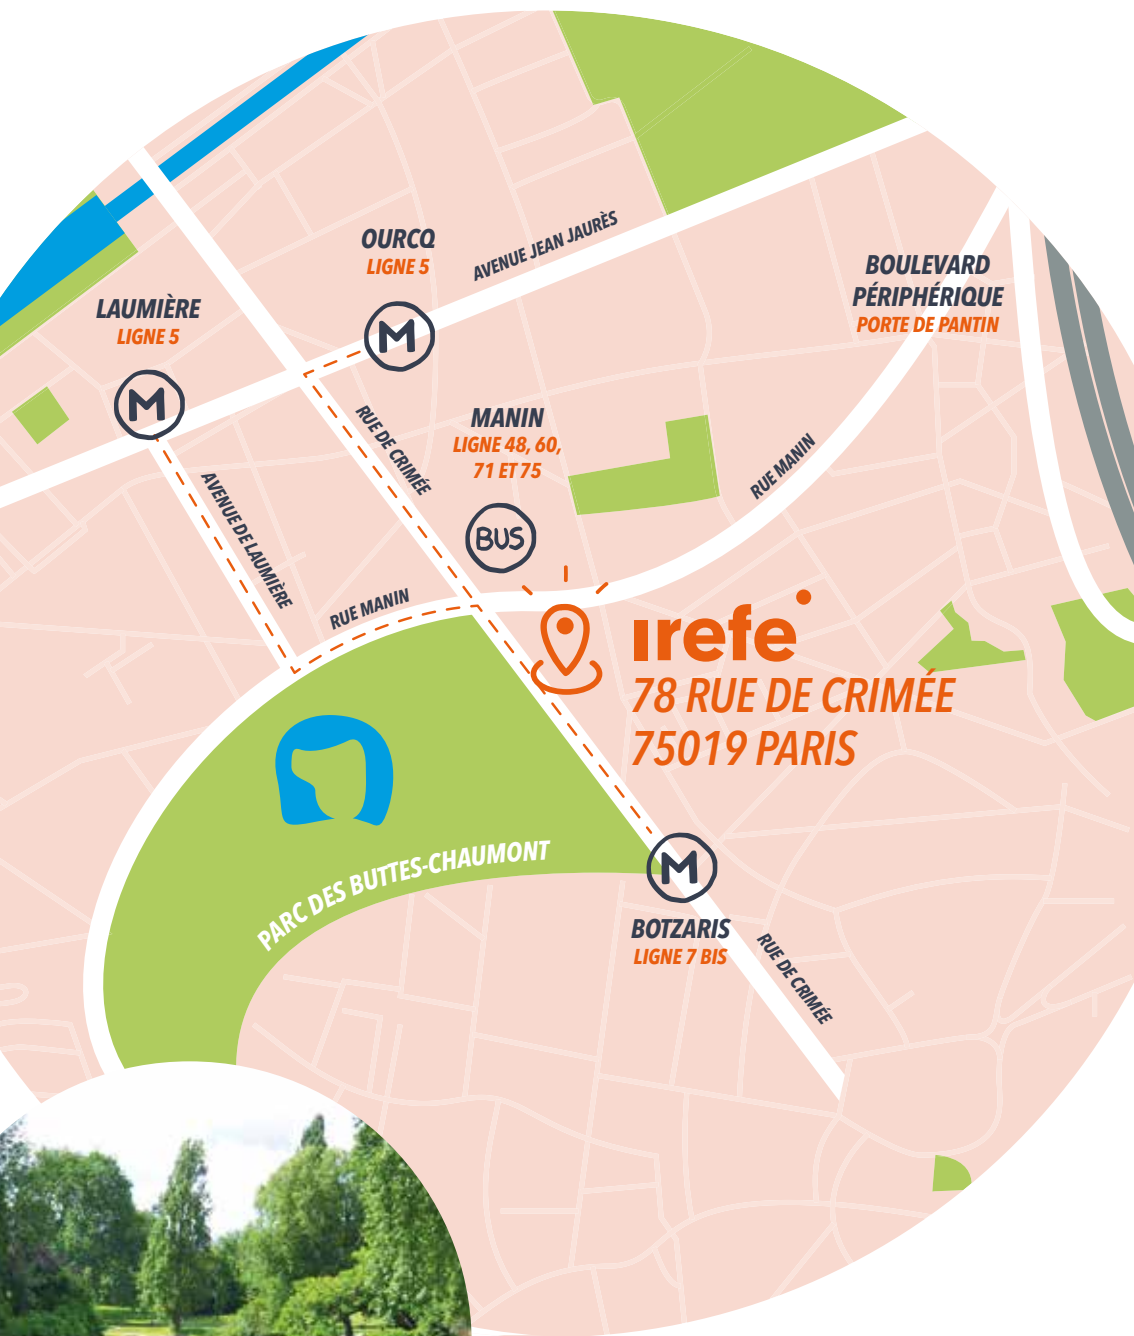 OURCQ
LIGNE 5
AVENUE JEAN JAURÈS
BOULEVARD
PÉRIPHÉRIQUE
PORTE DE PANTIN
LAUMIÈRE
LIGNE 5
M
M
RUE DE CRIMÉE
MANIN
LIGNE 48, 60,
71 ET 75
BUS
RUE MANIN
AVENUE DE LAUMIÈRE
RUE MANIN
irefe
78 RUE DE CRIMÉE
75019 PARIS
PARC DES BUTTES-CHAUMONT
M
BOTZARIS
LIGNE 7 BIS
RUE DE CRIMÉE